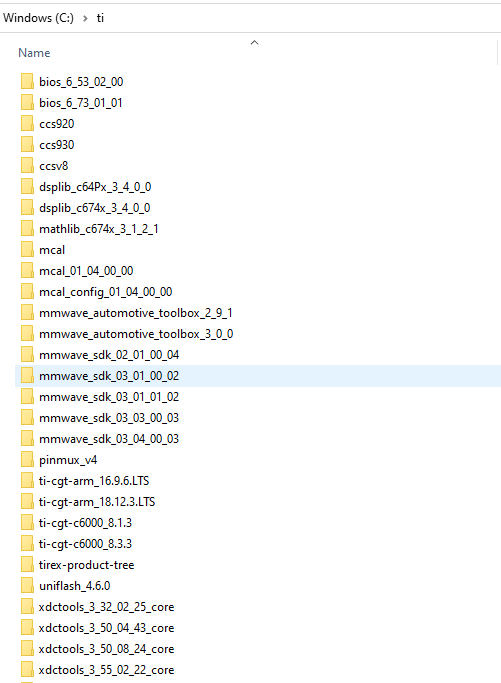 Windows (C:) > ti
Name
bios_6_53_02_00
bios_6_73_01_01
ccs920
ccs930
ccsv8
dsplib_c64Px_3_4_0_0
dsplib_c674x_3_4_0_0
mathlib_c674x_3_1_2_1
mcal
mcal_01_04_00_00
mcal_config_01_04_00_00
mmwave_automotive_toolbox_2_9_1
mmwave_automotive_toolbox_3_0_0
mmwave_sdk_02_01_00_04
mmwave_sdk_03_01_00_02
mmwave_sdk_03_01_01_02
mmwave_sdk_03_03_00_03
mmwave_sdk_03_04_00_03
pinmux_v4
ti-cgt-arm_16.9.6.LTS
ti-cgt-arm_18.12.3.LTS
ti-cgt-c6000_8.1.3
ti-cgt-c6000_8.3.3
tirex-product-tree
uniflash_4.6.0
xdctools_3_32_02_25_core
xdctools_3_50_04_43_core
xdctools_3_50_08_24_core
xdctools_3_55_02_22_core